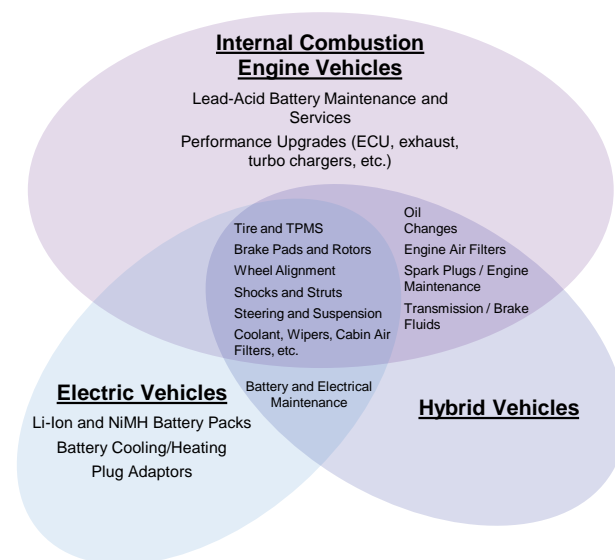 Internal Combustion
Engine Vehicles
Lead-Acid Battery Maintenance and
Services
Performance Upgrades (ECU, exhaust,
turbo chargers, etc.)
Tire and TPMS
Brake Pads and Rotors
Wheel Alignment
Shocks and Struts
Steering and Suspension
Coolant, Wipers, Cabin Air
Filters, etc.
Oil
Changes
Engine Air Filters
Spark Plugs / Engine
Maintenance
Transmission / Brake
Fluids
Battery and Electrical
Maintenance
Electric Vehicles
Li-Ion and NiMH Battery Packs
Battery Cooling/Heating
Plug Adaptors
Hybrid Vehicles